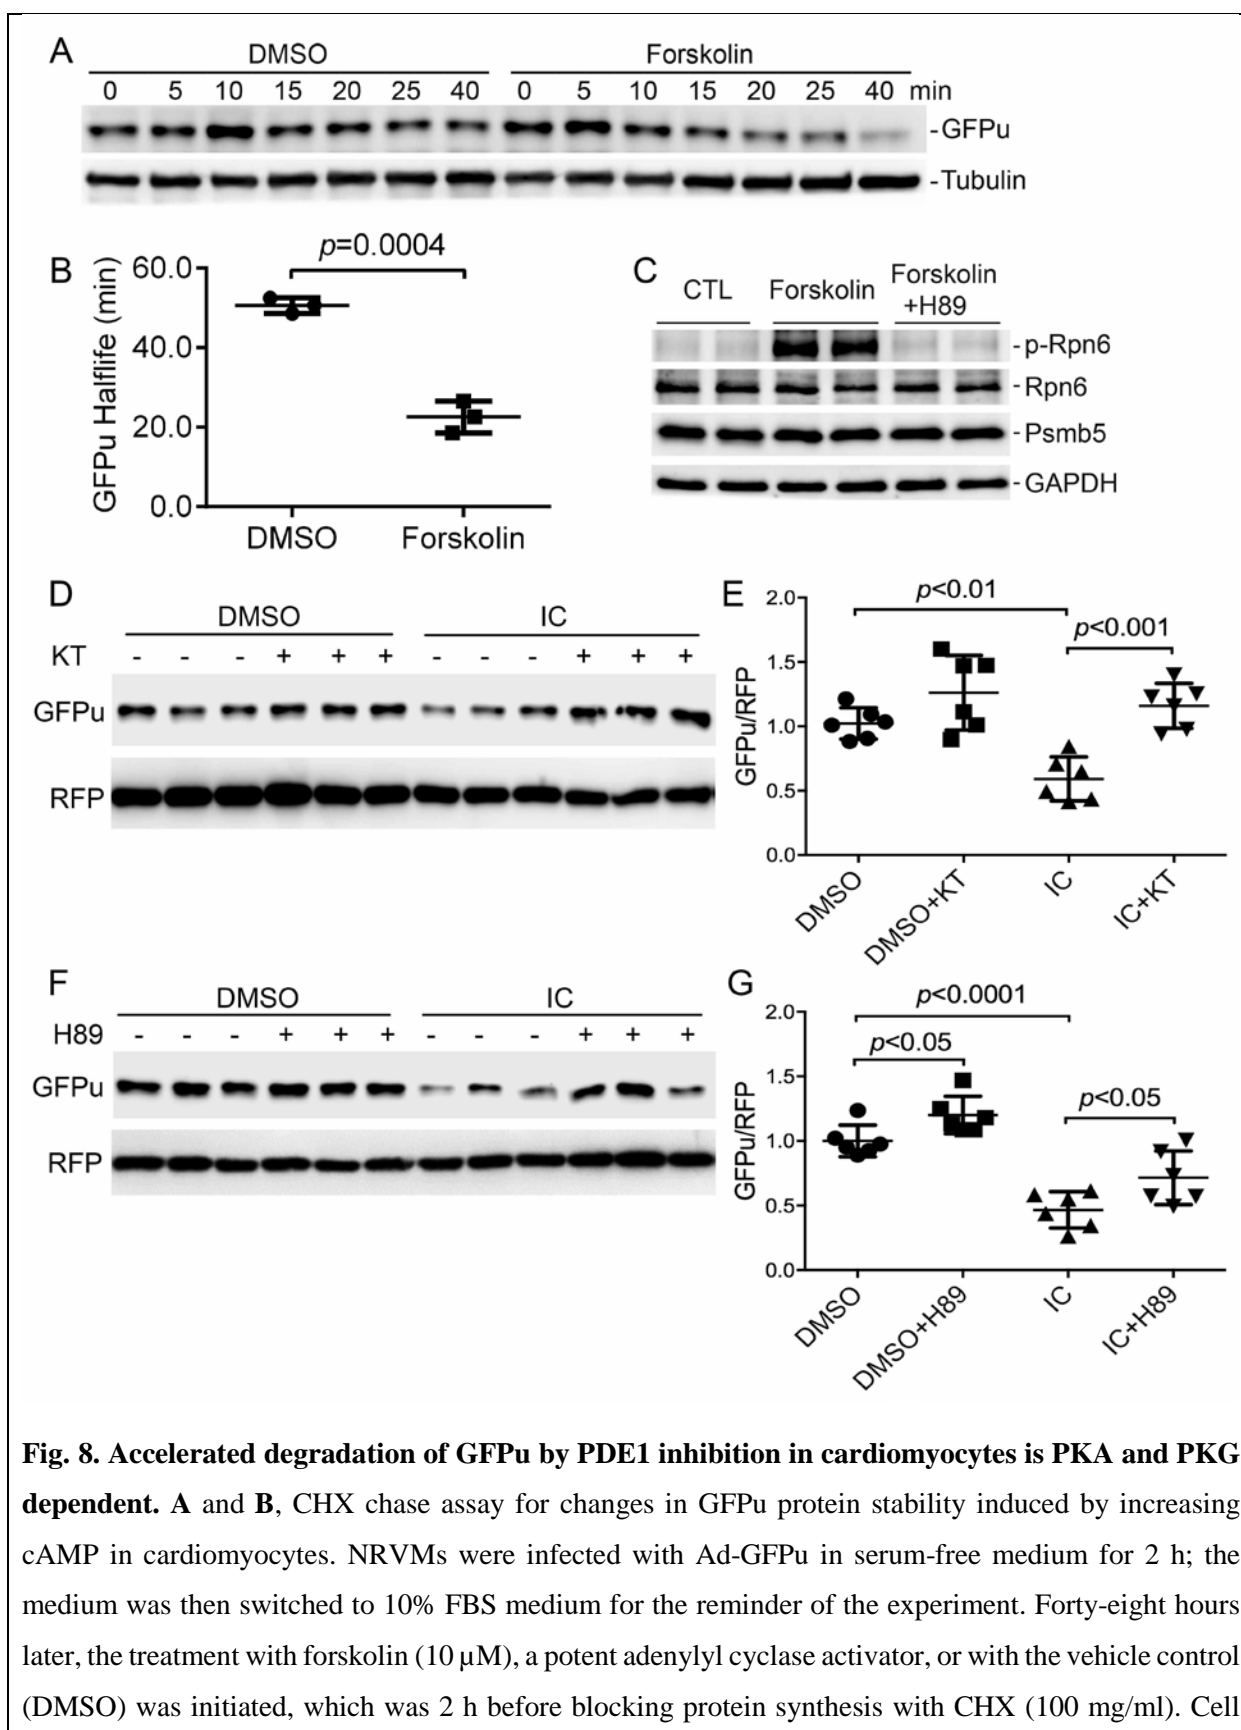 A
DMSO Forskolin
0 5 10 15 20 25 40 0 5 10 15 20 25 40 min
-GFPu
-Tubulin
B
p=0.0004
GFPu Halflife (min)
60.0
40.0
20.0
0.0
DMSO Forskolin
C
CTL Forskolin Forskolin
+H89
-p-Rpn6
-Rpn6
-Psmb5
-GAPDH
D
DMSO IC
KT - - - + + + - - - + + +
GFPu
RFP
E
p<0.01
p<0.001
GFPu/RFP
2.0
1.5
1.0
0.5
0.0
DMSO DMSO+KT IC IC+KT
F
DMSO IC
H89 - - - + + + - - - + + +
GFPu
RFP
G
p<0.0001
p<0.05
p<0.05
GFPu/RFP
2.0
1.5
1.0
0.5
0.0
DMSO DMSO+H89 IC IC+H89
Fig. 8. Accelerated degradation of GFPu by PDE1 inhibition in cardiomyocytes is PKA and PKG
dependent. A and B, CHX chase assay for changes in GFPu protein stability induced by increasing
cAMP in cardiomyocytes. NRVMs were infected with Ad-GFPu in serum-free medium for 2 h; the
medium was then switched to 10% FBS medium for the reminder of the experiment. Forty-eight hours
later, the treatment with forskolin (10 µM), a potent adenylyl cyclase activator, or with the vehicle control
(DMSO) was initiated, which was 2 h before blocking protein synthesis with CHX (100 mg/ml). Cell